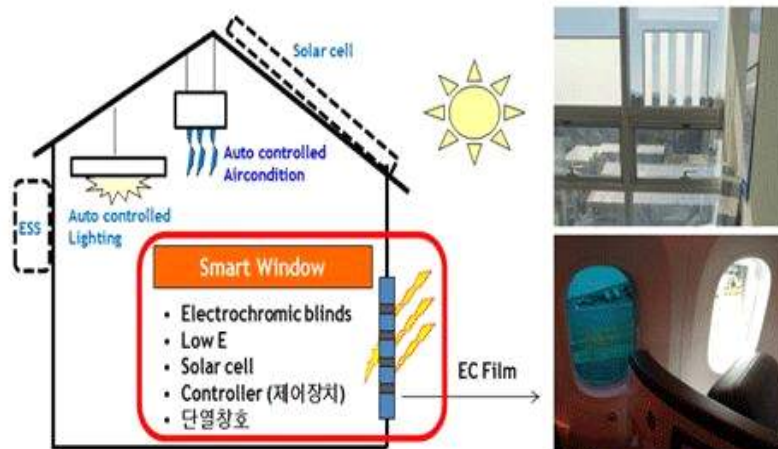 Solar cell
Auto controlled
Aircondition
ESS
Auto controlled
Lighting
Smart Window
• Electrochromic blinds
• Low E
• Solar cell
• Controller (제어장치)
• 단열창호
EC Film